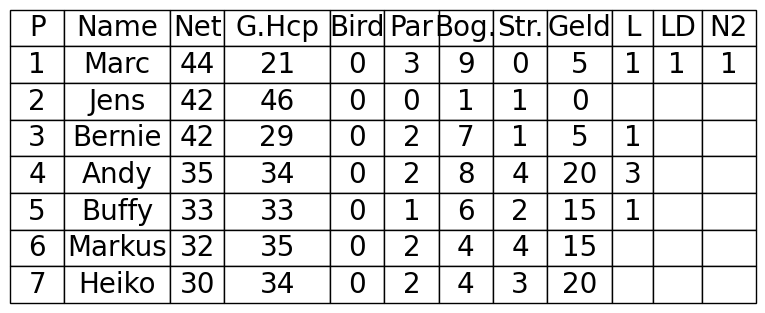 P Name Net G.Hcp Bird Par Bog. Str. Geld L LD N2
1 Marc 44 21 0 3 9 0 5 1 1 1
2 Jens 42 46 0 0 1 1 0
3 Bernie 42 29 0 2 7 1 5 1
4 Andy 35 34 0 2 8 4 20 3
5 Buffy 33 33 0 1 6 2 15 1
6 Markus 32 35 0 2 4 4 15
7 Heiko 30 34 0 2 4 3 20